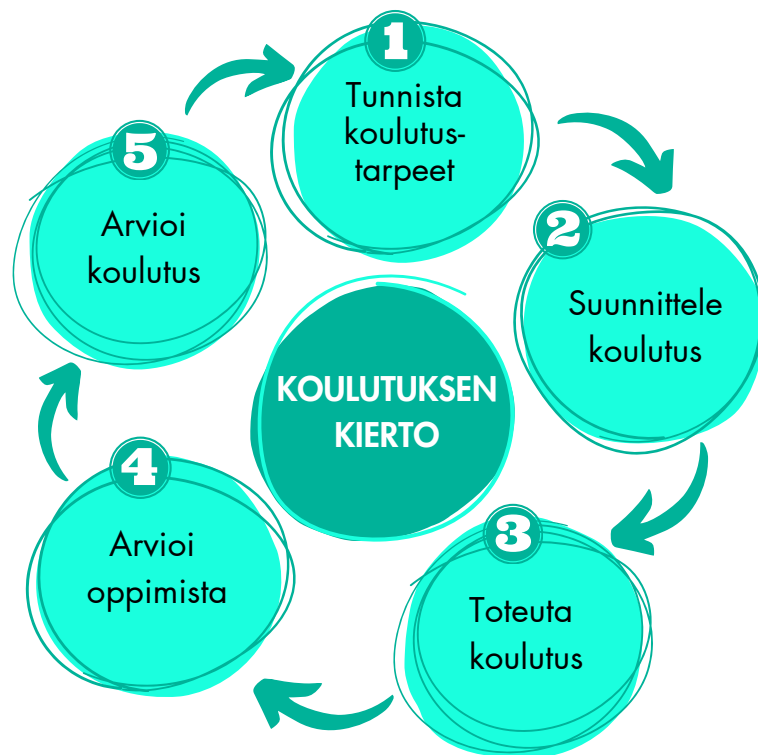 1
Tunnista
koulutus-
tarpeet
2
Suunnittele
koulutus
3
Toteuta
koulutus
4
Arvioi
oppimista
5
Arvioi
koulutus
KOULUTUKSEN
KIERTO